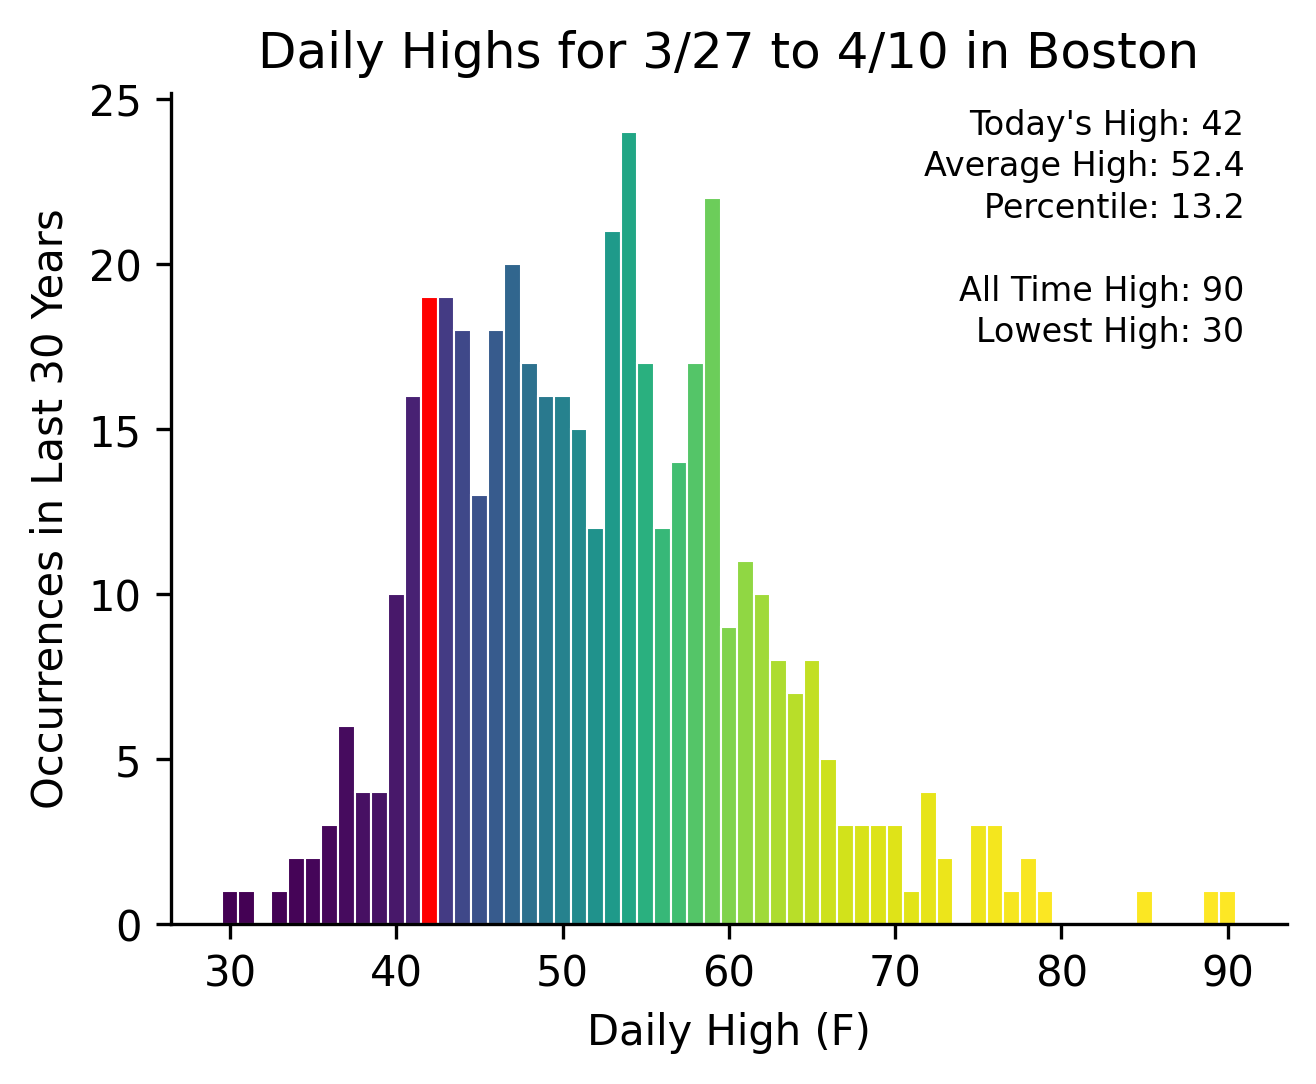 Daily Highs for 3/27 to 4/10 in Boston
Today's High: 42
Average High: 52.4
Percentile: 13.2
All Time High: 90
Lowest High: 30
Occurrences in Last 30 Years
25
20
15
10
5
0
30 40 50 60 70 80 90
Daily High (F)